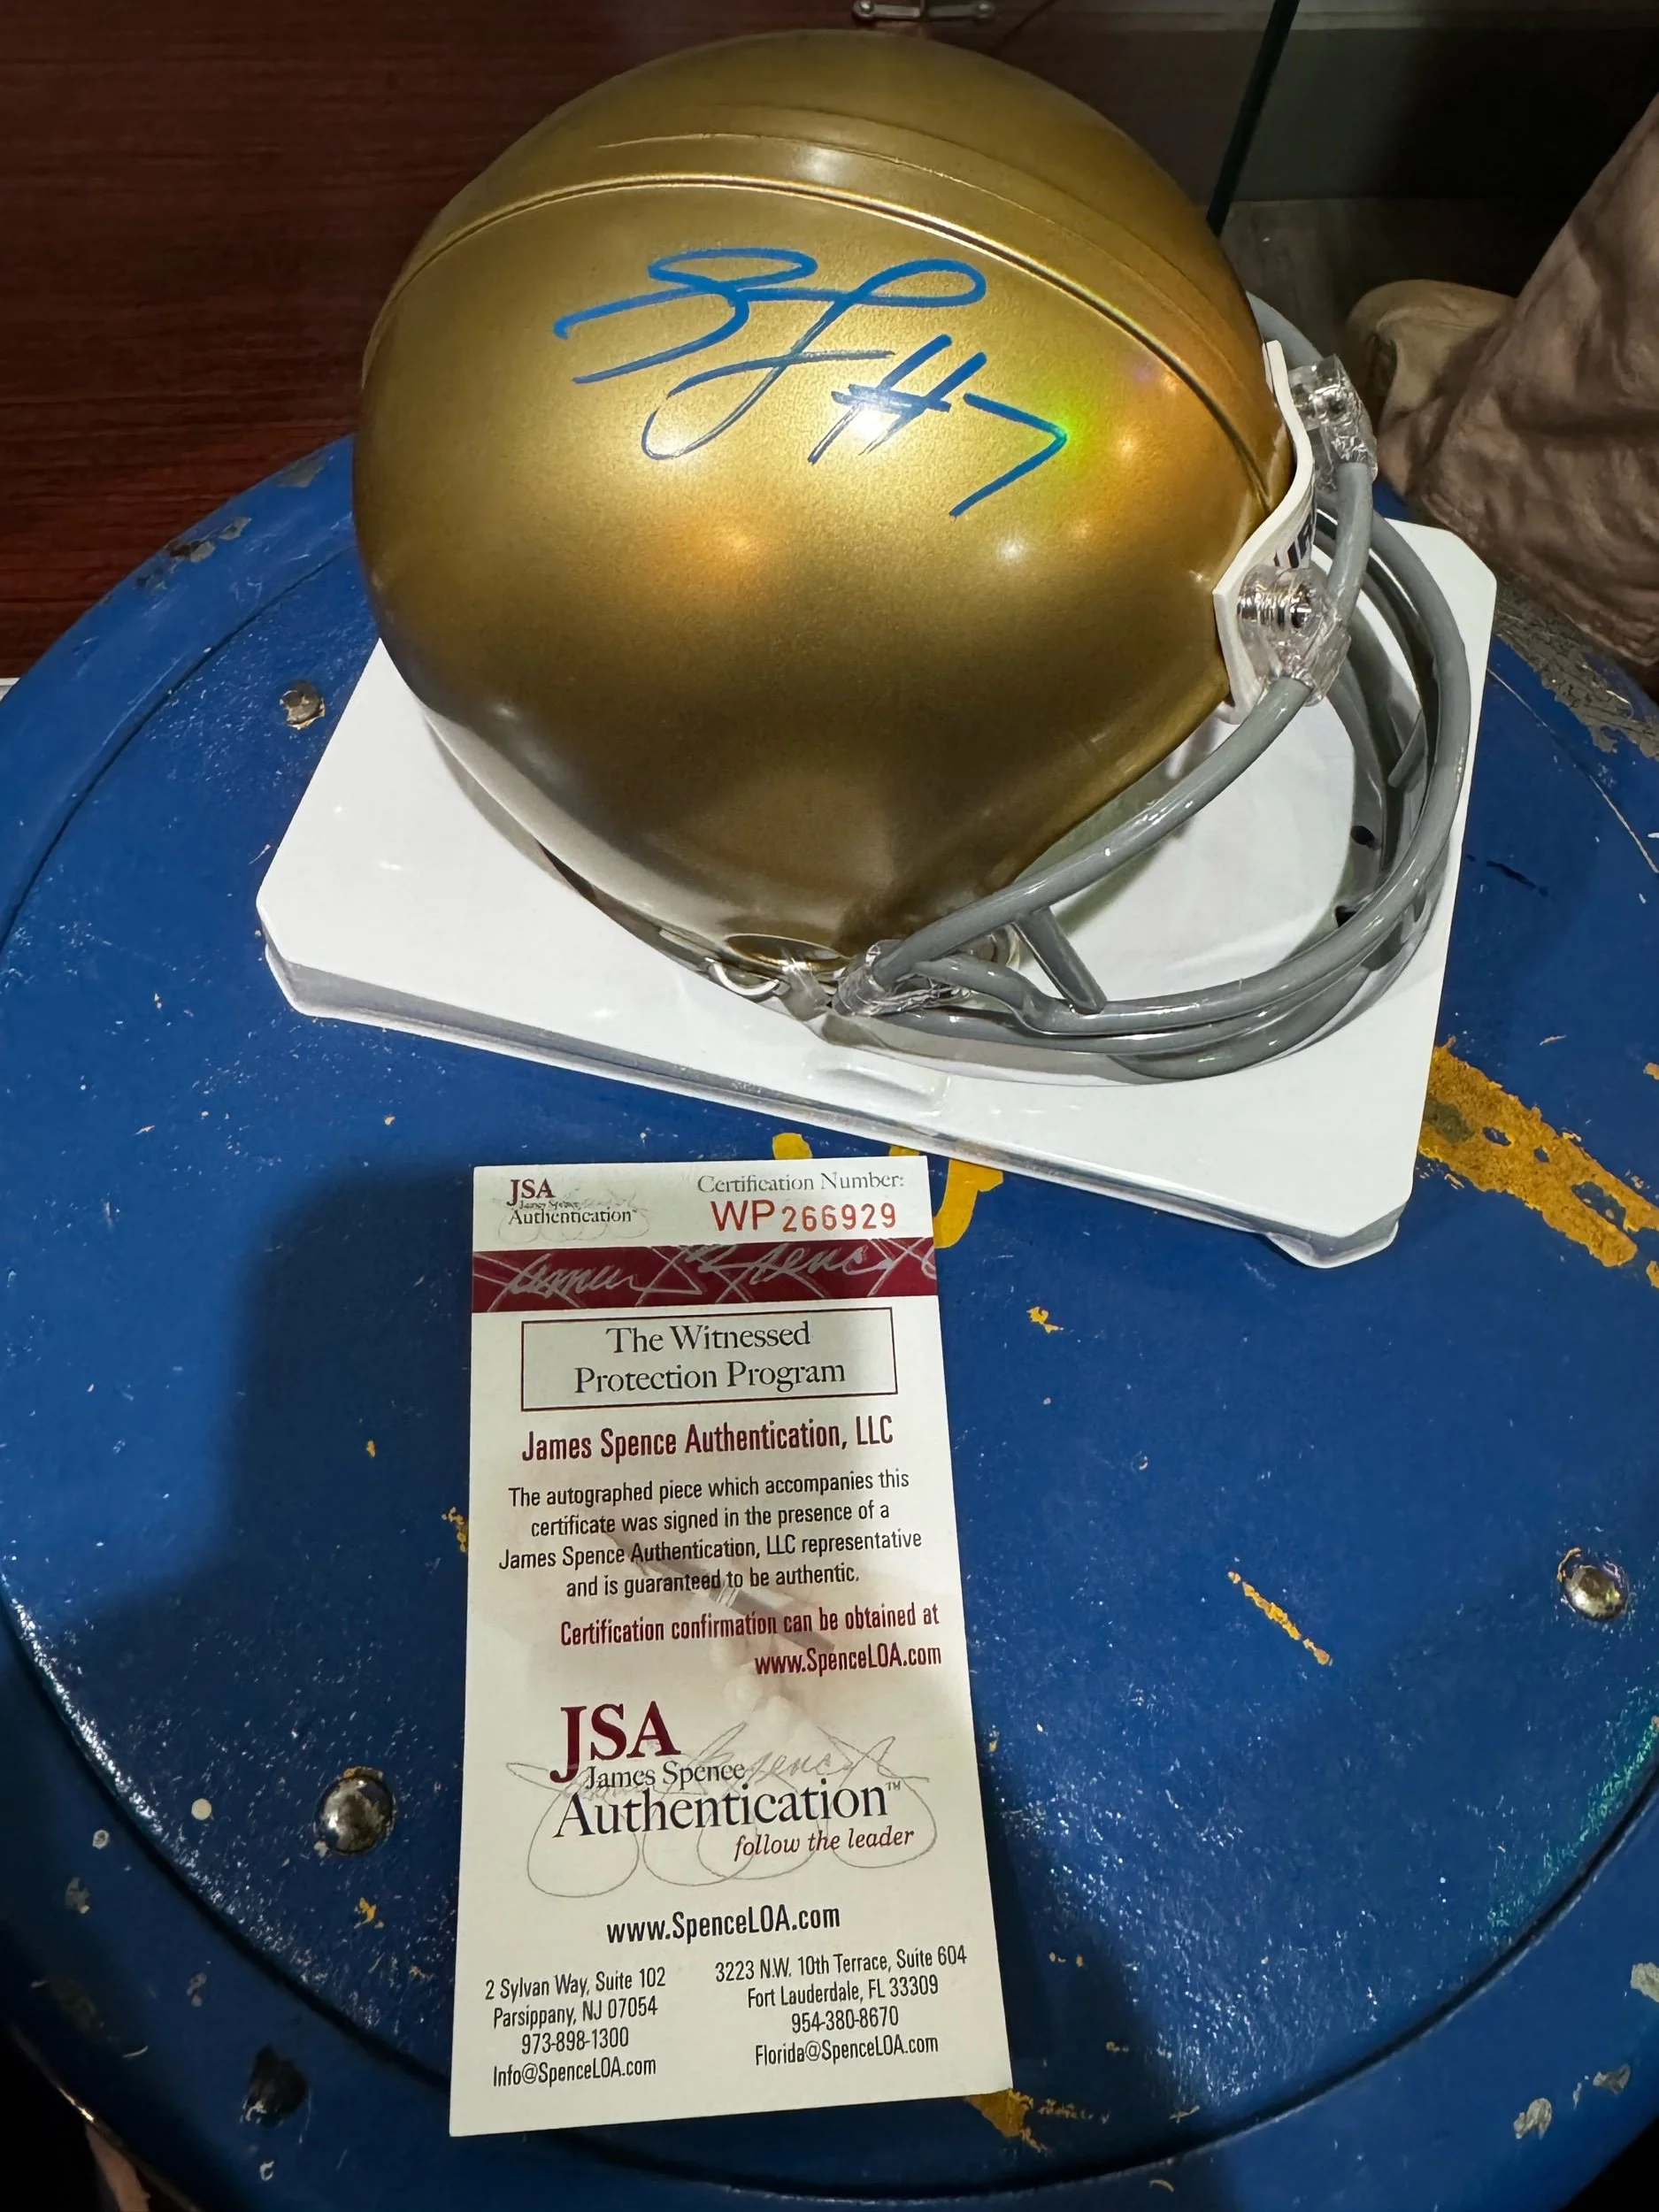 #7
JSA
James Spence
Authentication
Certification Number:
WP266929
James Spence
The Witnessed
Protection Program
James Spence Authentication, LLC
The autographed piece which accompanies this
certificate was signed in the presence of a
James Spence Authentication, LLC representative
and is guaranteed to be authentic.
Certification confirmation can be obtained at
www.SpenceLOA.com
JSA
James Spence
Authentication™
follow the leader
www.SpenceLOA.com
2 Sylvan Way, Suite 102
Parsippany, NJ 07054
973-898-1300
Info@SpenceLOA.com
3223 N.W. 10th Terrace, Suite 604
Fort Lauderdale, FL 33309
954-380-8670
Florida@SpenceLOA.com